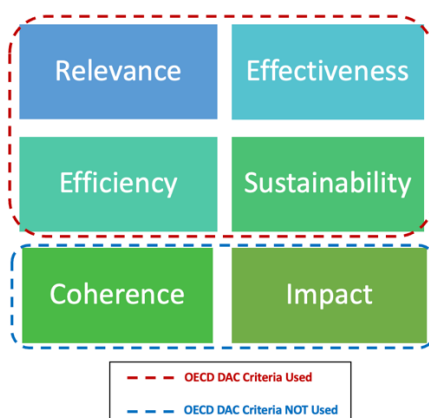 Relevance Effectiveness
Efficiency Sustainability
Coherence Impact
OECD DAC Criteria Used
OECD DAC Criteria NOT Used